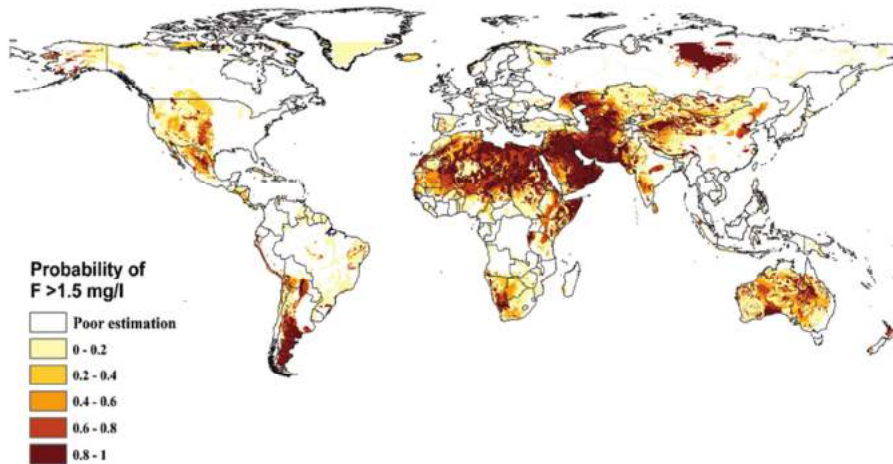 Probability of
F >1.5 mg/l
Poor estimation
0 - 0.2
0.2 - 0.4
0.4 - 0.6
0.6 - 0.8
0.8 - 1